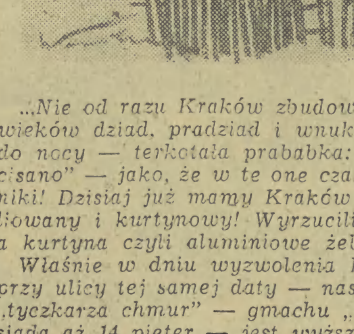 „...Nie od razu Kraków zbudow
wieków dziad, pradziad i wnuk
do nocy — terkotała prababka:
cisano” — jako, że w te one cza
niki! Dzisiaj już mamy Kraków
liowany i kurtynowy! Wyrzucili
a kurtyna czyli aluminiowe żel
Właśnie w dniu wyzwolenia
przy ulicy tej samej daty — nas
„tyczkarza chmur” — gmachu „
siada aż 14 pięter — jest wyższ